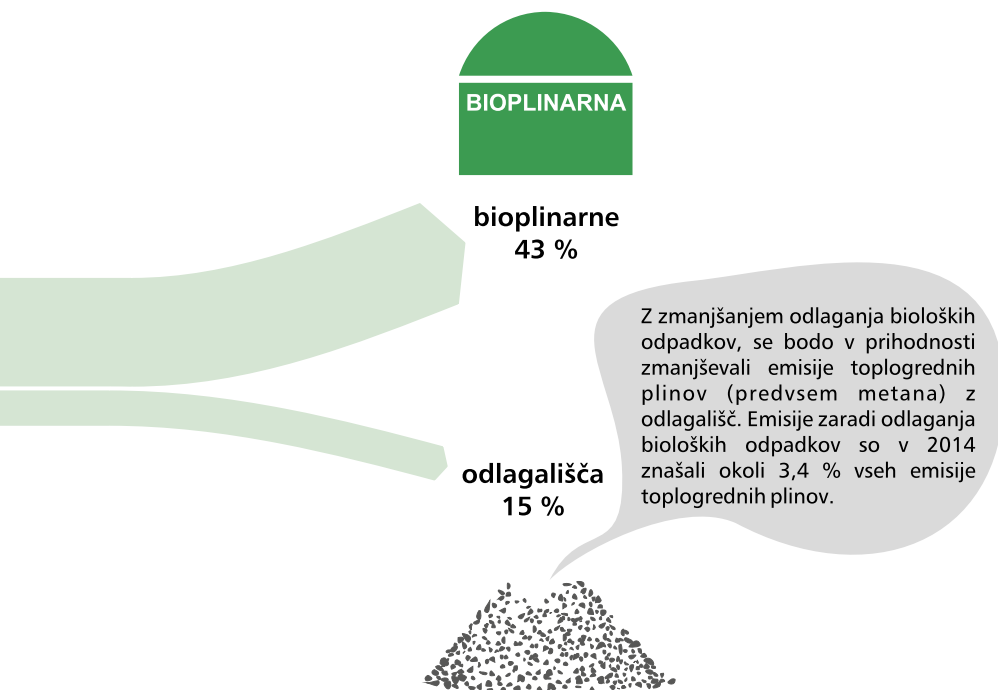 BIOPLINARNA
bioplinarne
43 %
Z zmanjšanjem odlaganja bioloških
odpadkov, se bodo v prihodnosti
zmanjševali emisije toplogrednih
plinov (predvsem metana) z
odlagališč. Emisije zaradi odlaganja
bioloških odpadkov so v 2014
znašali okoli 3,4 % vseh emisije
toplogrednih plinov.
odlagališča
15 %